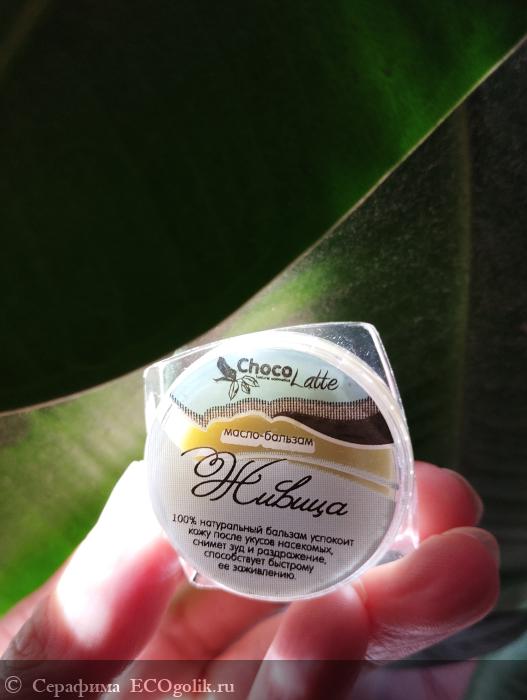 Choco
Latte
масло-бальзам
Живица
100% натуральный бальзам успокоит
кожу после укусов насекомых,
снимет зуд и раздражение,
способствует быстрому
ее заживлению.
© Серафима ECOgolik.ru